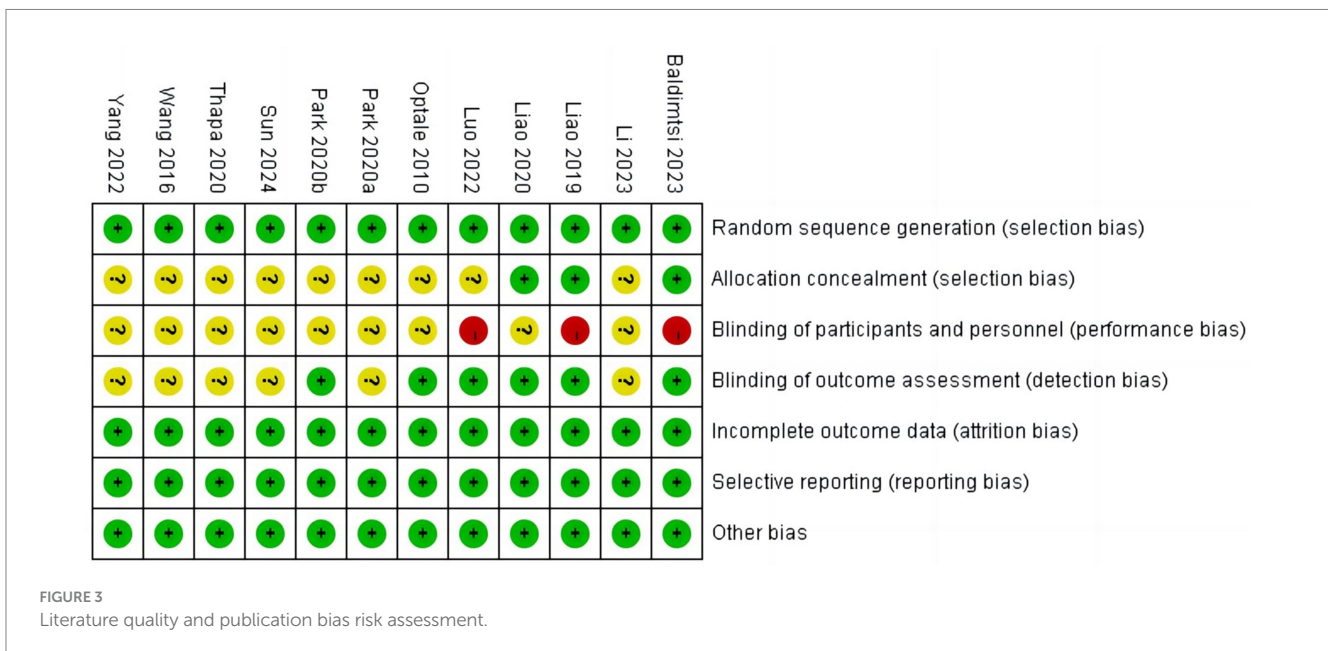 Yang 2022
Wang 2016
Thapa 2020
Sun 2024
Park 2020b
Park 2020a
Optale 2010
Luo 2022
Liao 2020
Liao 2019
Li 2023
Baldimtsi 2023
+ + + + + + + + + + + + Random sequence generation (selection bias)
? ? ? ? ? ? ? ? + + ? + Allocation concealment (selection bias)
? ? ? ? ? ? ? - ? - ? - Blinding of participants and personnel (performance bias)
? ? ? ? + ? + + + + ? + Blinding of outcome assessment (detection bias)
+ + + + + + + + + + + + Incomplete outcome data (attrition bias)
+ + + + + + + + + + + + Selective reporting (reporting bias)
+ + + + + + + + + + + + Other bias
FIGURE 3
Literature quality and publication bias risk assessment.